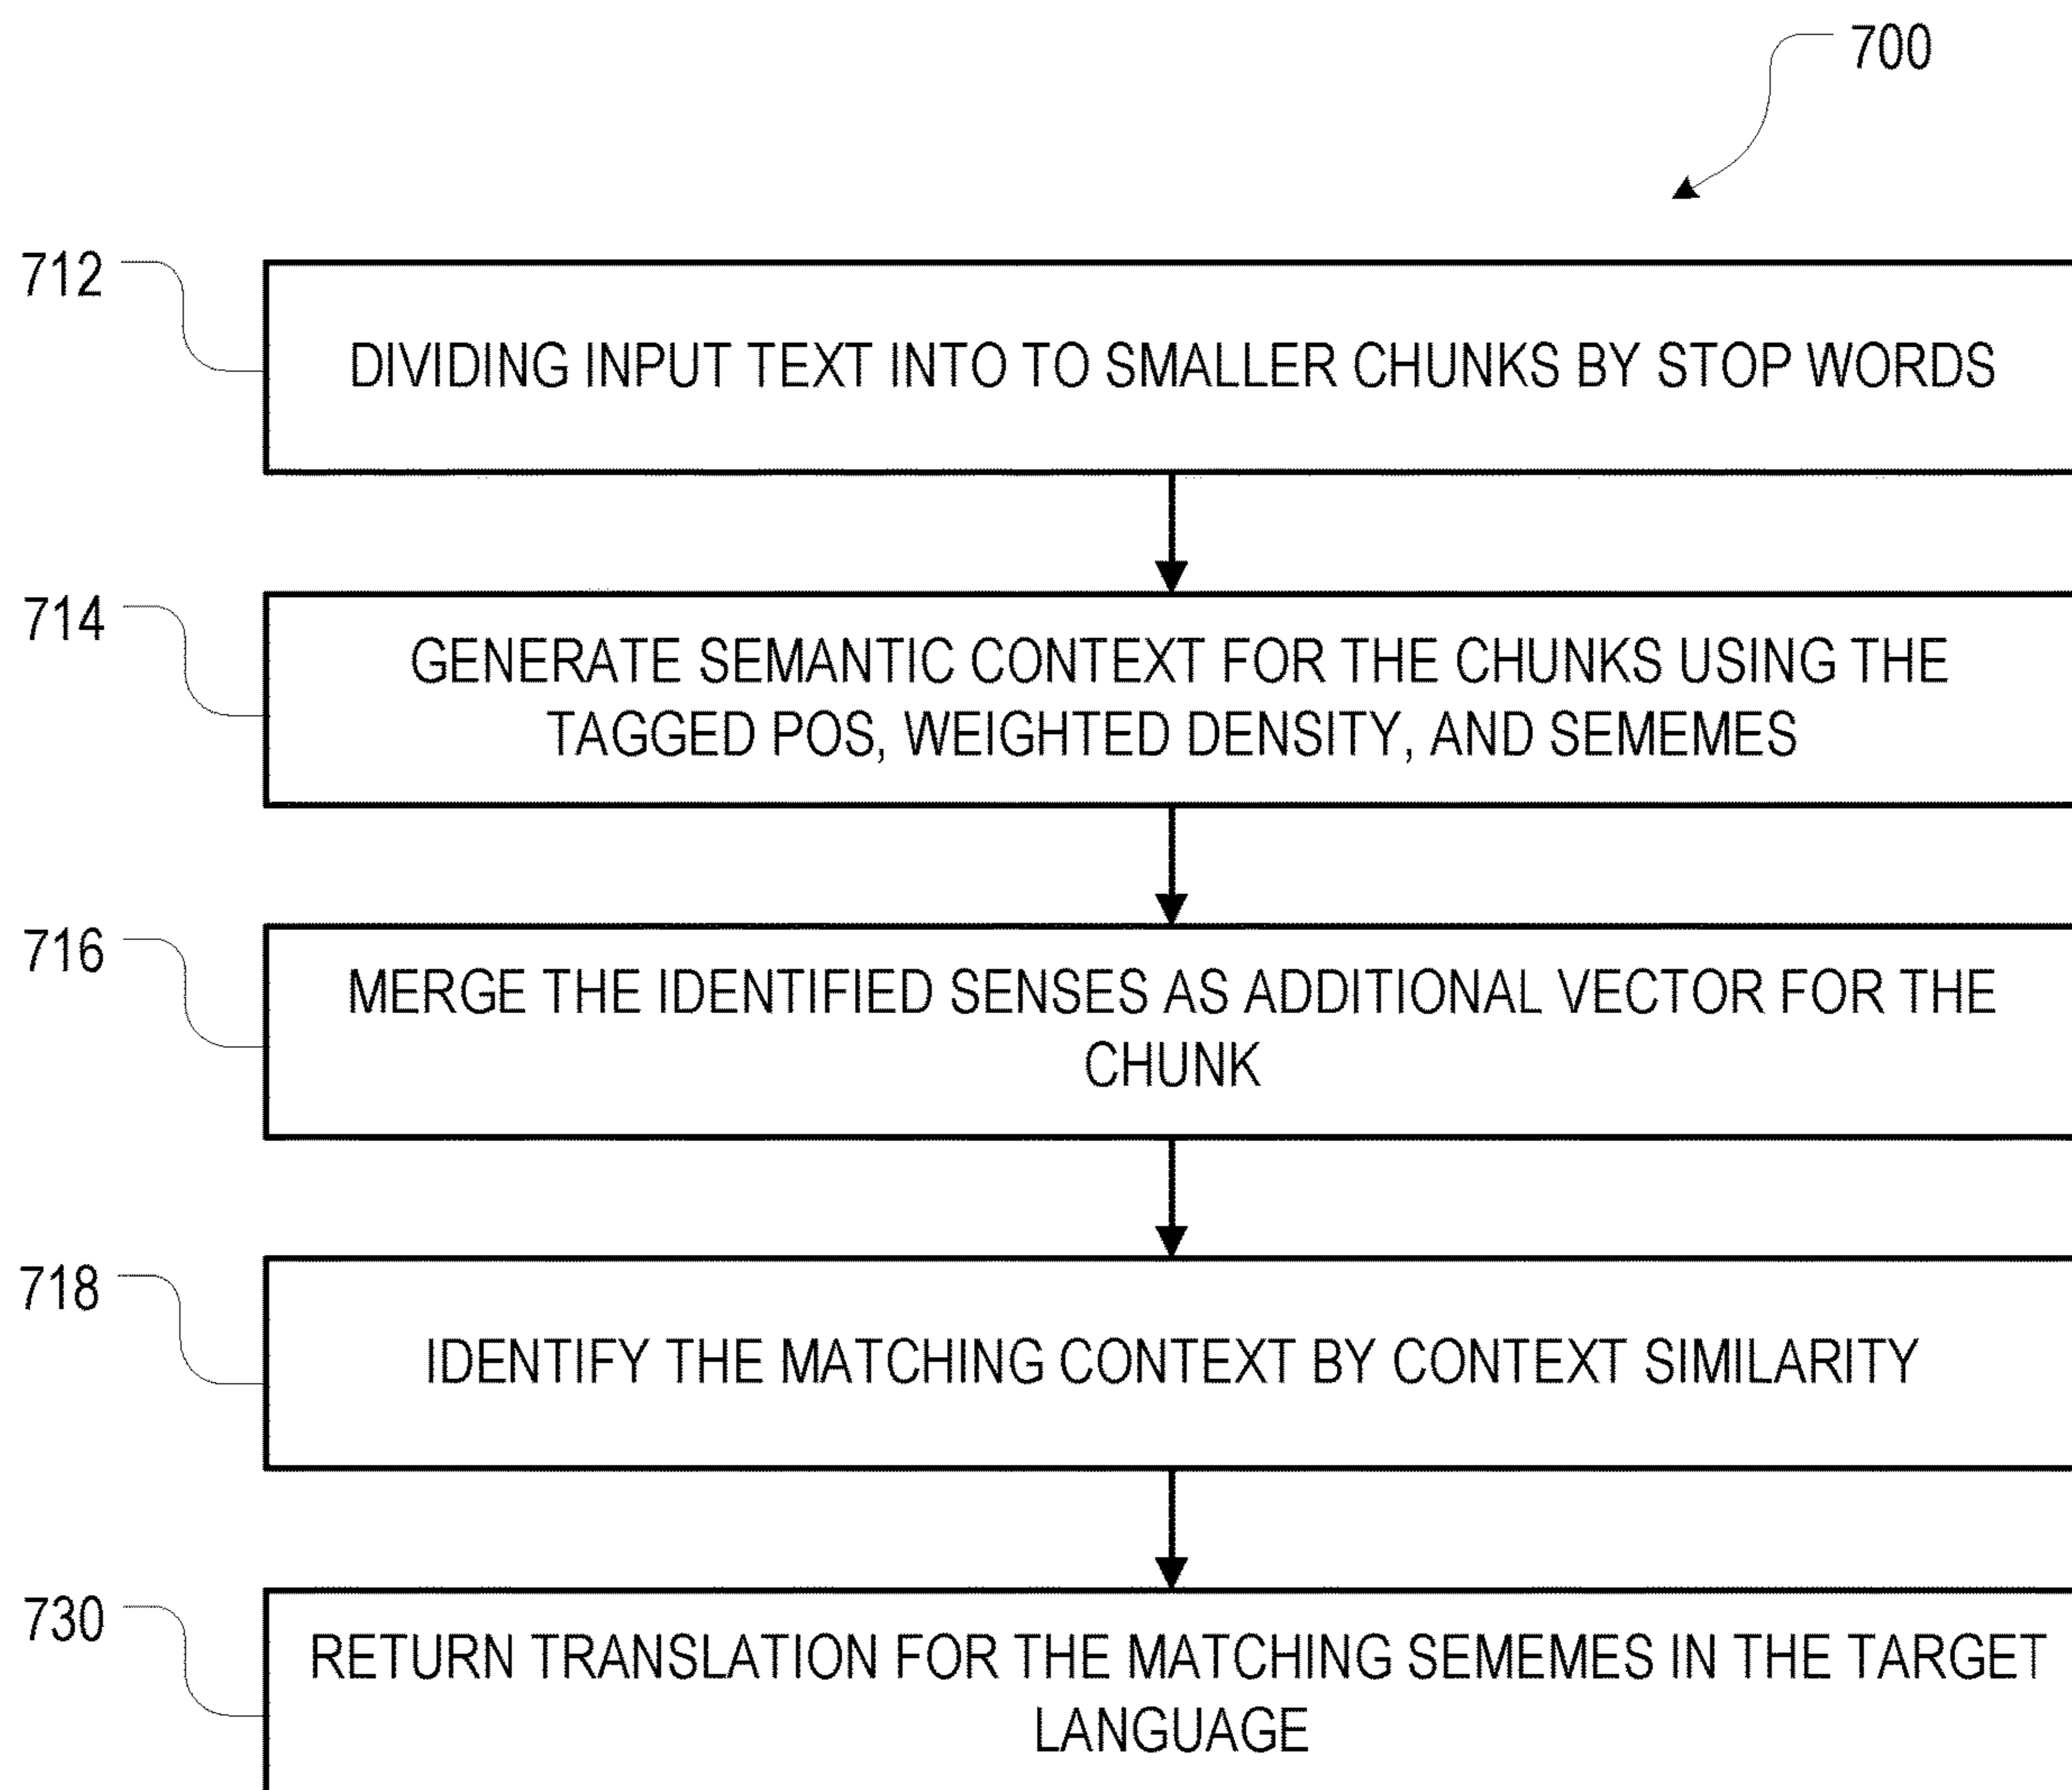 700
712
DIVIDING INPUT TEXT INTO TO SMALLER CHUNKS BY STOP WORDS
714
GENERATE SEMANTIC CONTEXT FOR THE CHUNKS USING THE
TAGGED POS, WEIGHTED DENSITY, AND SEMEMES
716
MERGE THE IDENTIFIED SENSES AS ADDITIONAL VECTOR FOR THE
CHUNK
718
IDENTIFY THE MATCHING CONTEXT BY CONTEXT SIMILARITY
730
RETURN TRANSLATION FOR THE MATCHING SEMEMES IN THE TARGET
LANGUAGE